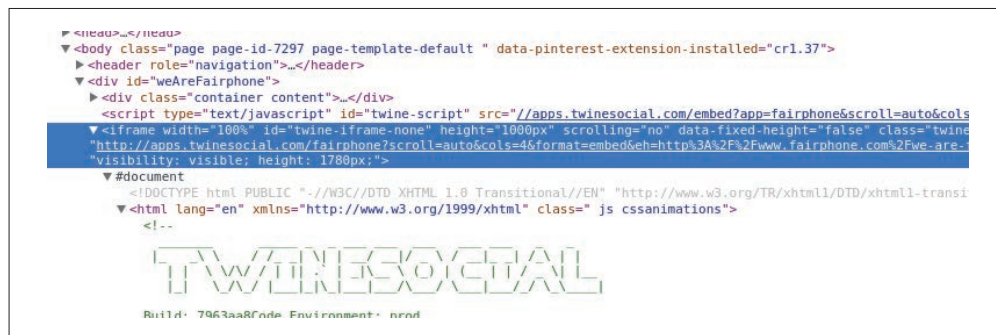 <head>…</head>
<body class="page page-id-7297 page-template-default " data-pinterest-extension-installed="cr1.37">
<header role="navigation">…</header>
<div id="weAreFairphone">
<div class="container content">…</div>
<script type="text/javascript" id="twine-script" src="//apps.twinesocial.com/embed?app=fairphone&scroll=auto&cols
<iframe width="100%" id="twine-iframe-none" height="1000px" scrolling="no" data-fixed-height="false" class="twine
"http://apps.twinesocial.com/fairphone?scroll=auto&cols=4&format=embed&eh=http%3A%2F%2Fwww.fairphone.com%2Fwe-are-
"visibility: visible; height: 1780px;">
#document
<!DOCTYPE html PUBLIC "-//W3C//DTD XHTML 1.0 Transitional//EN" "http://www.w3.org/TR/xhtml1/DTD/xhtml1-transi
<html lang="en" xmlns="http://www.w3.org/1999/xhtml" class=" js cssanimations">
<!--
TWINESOCIAL
Build: 7963aa8Code Environment: prod